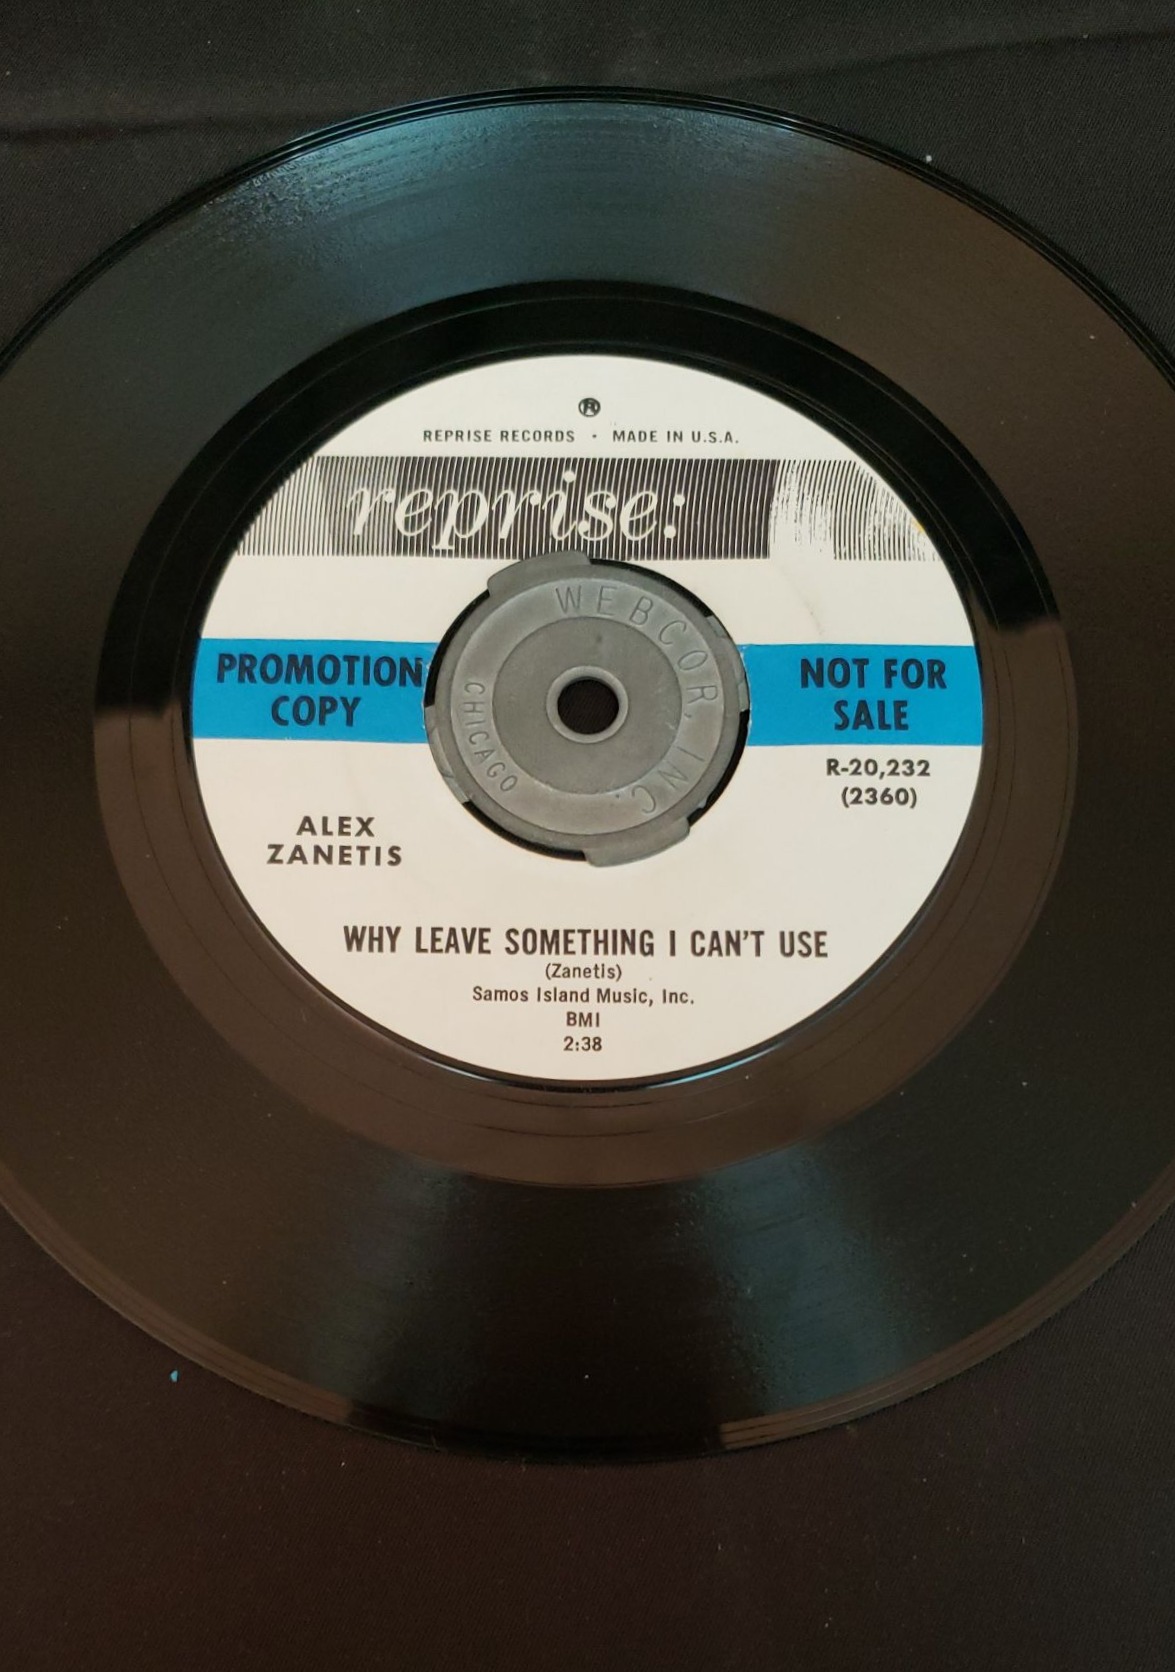 ®
REPRISE RECORDS • MADE IN U.S.A.
reprise:
WEBCOR, INC.
CHICAGO
PROMOTION
COPY
NOT FOR
SALE
R-20,232
(2360)
ALEX
ZANETIS
WHY LEAVE SOMETHING I CAN'T USE
(Zanetis)
Samos Island Music, Inc.
BMI
2:38